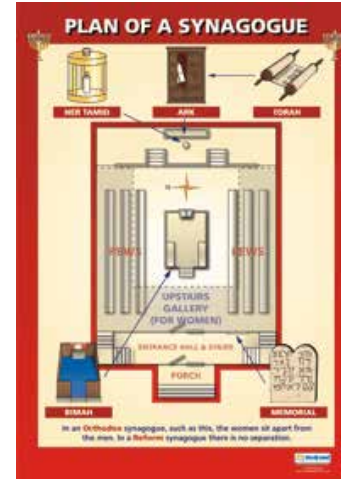 PLAN OF A SYNAGOGUE
NER TAMID
ARK
TORAH
N
PEWS
PEWS
UPSTAIRS
GALLERY
(FOR WOMEN)
ENTRANCE HALL & STAIRS
PORCH
BIMAH
MEMORIAL
In an Orthodox synagogue, such as this, the women sit apart from
the men. In a Reform synagogue there is no separation.